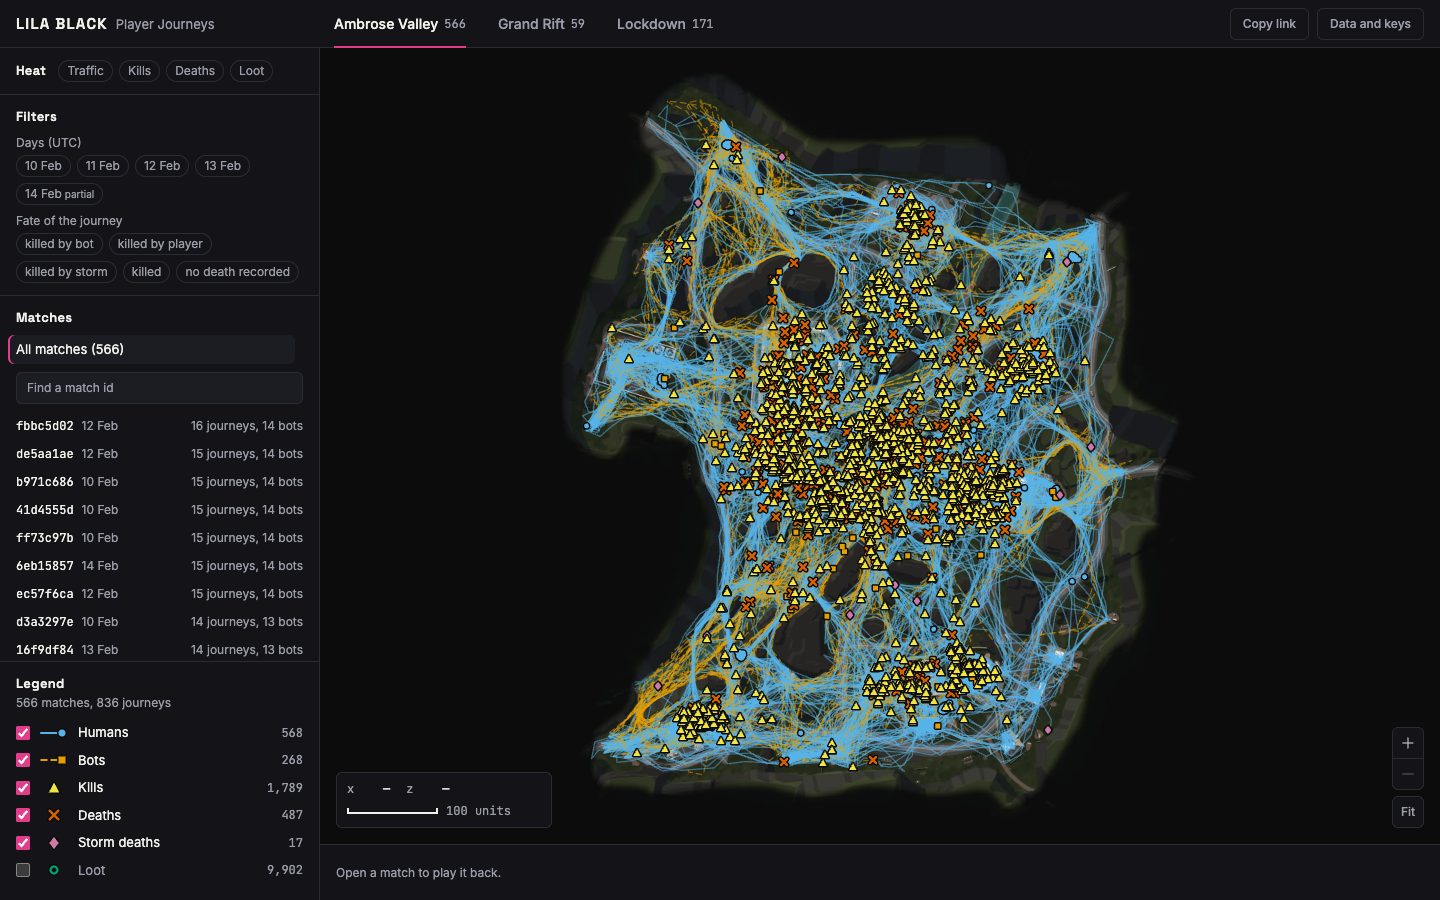 LILA BLACK Player Journeys
Ambrose Valley 566 Grand Rift 59 Lockdown 171
Copy link Data and keys
Heat Traffic Kills Deaths Loot
Filters
Days (UTC)
10 Feb 11 Feb 12 Feb 13 Feb
14 Feb partial
Fate of the journey
killed by bot killed by player
killed by storm killed no death recorded
Matches
All matches (566)
Find a match id
fbbc5d02 12 Feb 16 journeys, 14 bots
de5aa1ae 12 Feb 15 journeys, 14 bots
b971c686 10 Feb 15 journeys, 14 bots
41d4555d 10 Feb 15 journeys, 14 bots
ff73c97b 10 Feb 15 journeys, 14 bots
6eb15857 14 Feb 15 journeys, 14 bots
ec57f6ca 12 Feb 15 journeys, 14 bots
d3a3297e 10 Feb 14 journeys, 13 bots
16f9df84 13 Feb 14 journeys, 13 bots
Legend
566 matches, 836 journeys
Humans 568
Bots 268
Kills 1,789
Deaths 487
Storm deaths 17
Loot 9,902
x – z –
100 units
+
−
Fit
Open a match to play it back.